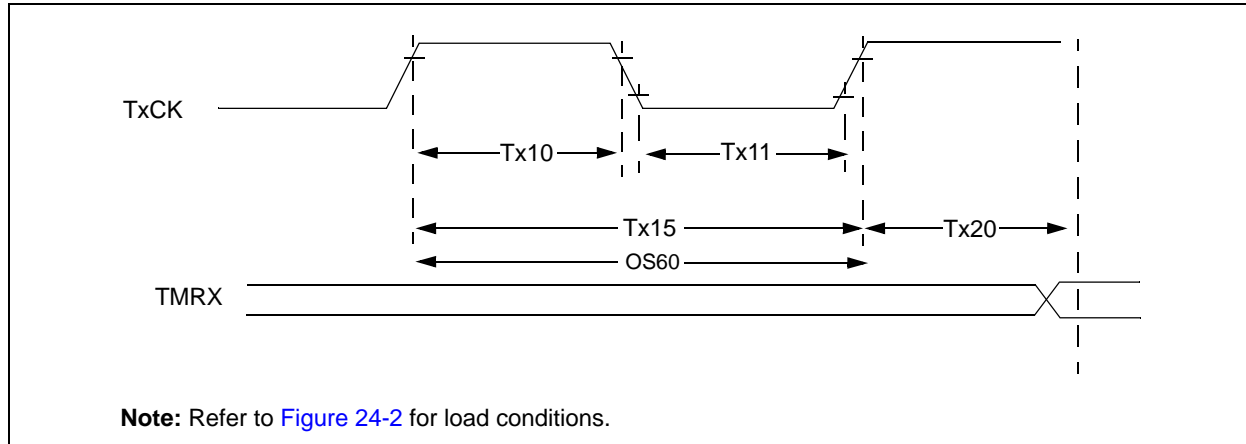 TxCK
Tx10
Tx11
Tx15
Tx20
OS60
TMRX
Note: Refer to Figure 24-2 for load conditions.